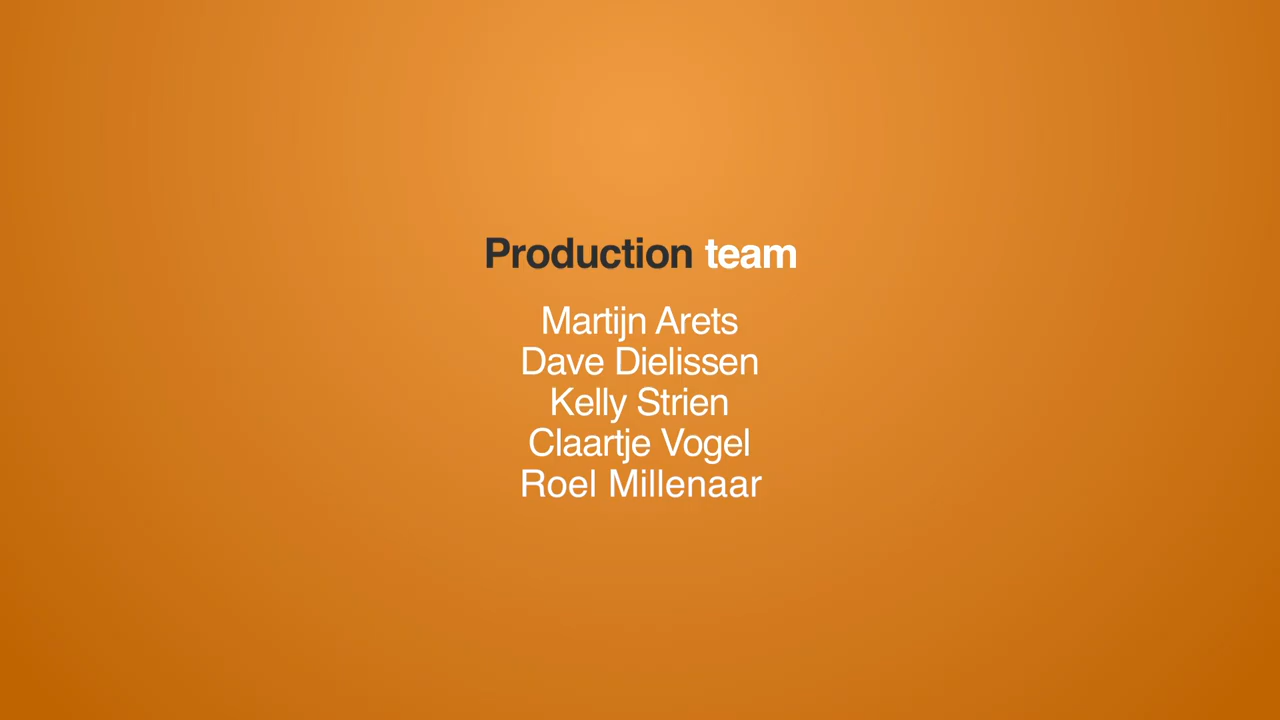 Production team
Martijn Arets
Dave Dielissen
Kelly Strien
Claartje Vogel
Roel Millenaar